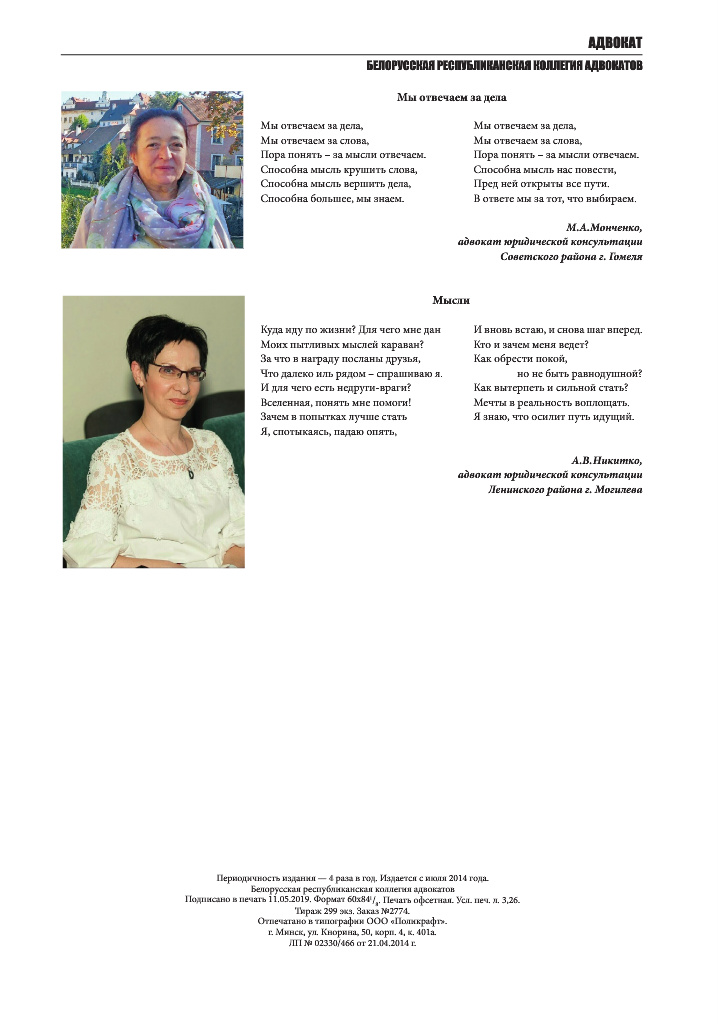 АДВОКАТ
БЕЛОРУССКАЯ РЕСПУБЛИКАНСКАЯ КОЛЛЕГИЯ АДВОКАТОВ
Мы отвечаем за дела
Мы отвечаем за дела,
Мы отвечаем за слова,
Пора понять – за мысли отвечаем.
Способна мысль крушить слова,
Способна мысль вершить дела,
Способна большее, мы знаем.
Мы отвечаем за дела,
Мы отвечаем за слова,
Пора понять – за мысли отвечаем.
Способна мысль нас повести,
Пред ней открыты все пути.
В ответе мы за тот, что выбираем.
М.А.Монченко,
адвокат юридической консультации
Советского района г. Гомеля
Мысли
Куда иду по жизни? Для чего мне дан
Моих пытливых мыслей караван?
За что в награду посланы друзья,
Что далеко иль рядом – спрашиваю я.
И для чего есть недруги-враги?
Вселенная, понять мне помоги!
Зачем в попытках лучше стать
Я, спотыкаясь, падаю опять,
И вновь встаю, и снова шаг вперед.
Кто и зачем меня ведет?
Как обрести покой,
но не быть равнодушной?
Как вытерпеть и сильной стать?
Мечты в реальность воплощать.
Я знаю, что осилит путь идущий.
А.В.Никитко,
адвокат юридической консультации
Ленинского района г. Могилева
Периодичность издания — 4 раза в год. Издается с июля 2014 года.
Белорусская республиканская коллегия адвокатов
Подписано в печать 11.05.2019. Формат 60х84¹/₈. Печать офсетная. Усл. печ. л. 3,26.
Тираж 299 экз. Заказ №2774.
Отпечатано в типографии ООО «Поликрафт».
г. Минск, ул. Кнорина, 50, корп. 4, к. 401а.
ЛП № 02330/466 от 21.04.2014 г.